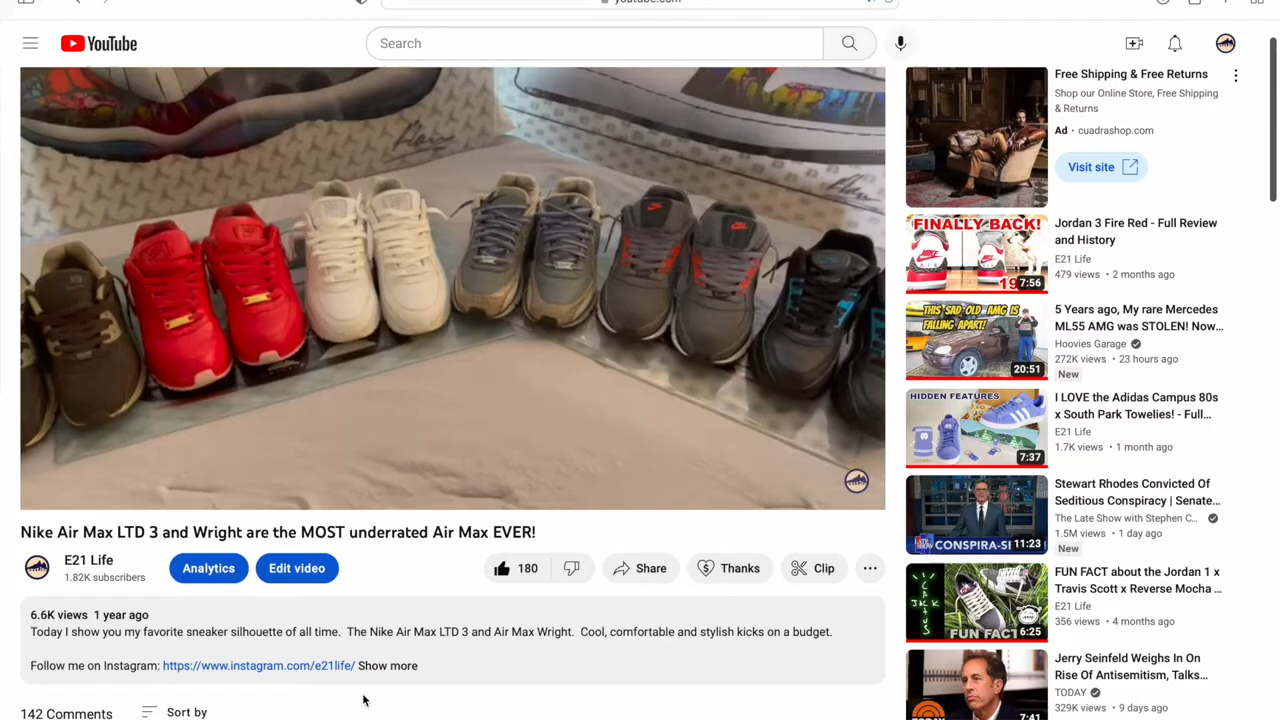 youtube.com
YouTube
Search
Nike Air Max LTD 3 and Wright are the MOST underrated Air Max EVER!
E21 Life
1.82K subscribers
Analytics
Edit video
180
Share
Thanks
Clip
6.6K views 1 year ago
Today I show you my favorite sneaker silhouette of all time. The Nike Air Max LTD 3 and Air Max Wright. Cool, comfortable and stylish kicks on a budget.
Follow me on Instagram: https://www.instagram.com/e21life/ Show more
142 Comments
Sort by
Free Shipping & Free Returns
Shop our Online Store, Free Shipping
& Returns
Ad · cuadrashop.com
Visit site
FINALLY BACK!
7:56
Jordan 3 Fire Red - Full Review
and History
E21 Life
479 views • 2 months ago
THIS SAD OLD AMG IS
FALLING APART!
20:51
5 Years ago, My rare Mercedes
ML55 AMG was STOLEN! Now...
Hoovies Garage
272K views • 23 hours ago
New
HIDDEN FEATURES
7:37
I LOVE the Adidas Campus 80s
x South Park Towelies! - Full...
E21 Life
1.7K views • 1 month ago
CONSPIRA-SI
11:23
Stewart Rhodes Convicted Of
Seditious Conspiracy | Senate...
The Late Show with Stephen C...
1.5M views • 1 day ago
New
JACK
FUN FACT
6:25
FUN FACT about the Jordan 1 x
Travis Scott x Reverse Mocha ...
E21 Life
356 views • 4 months ago
TODAY
7:41
Jerry Seinfeld Weighs In On
Rise Of Antisemitism, Talks...
TODAY
329K views • 9 days ago